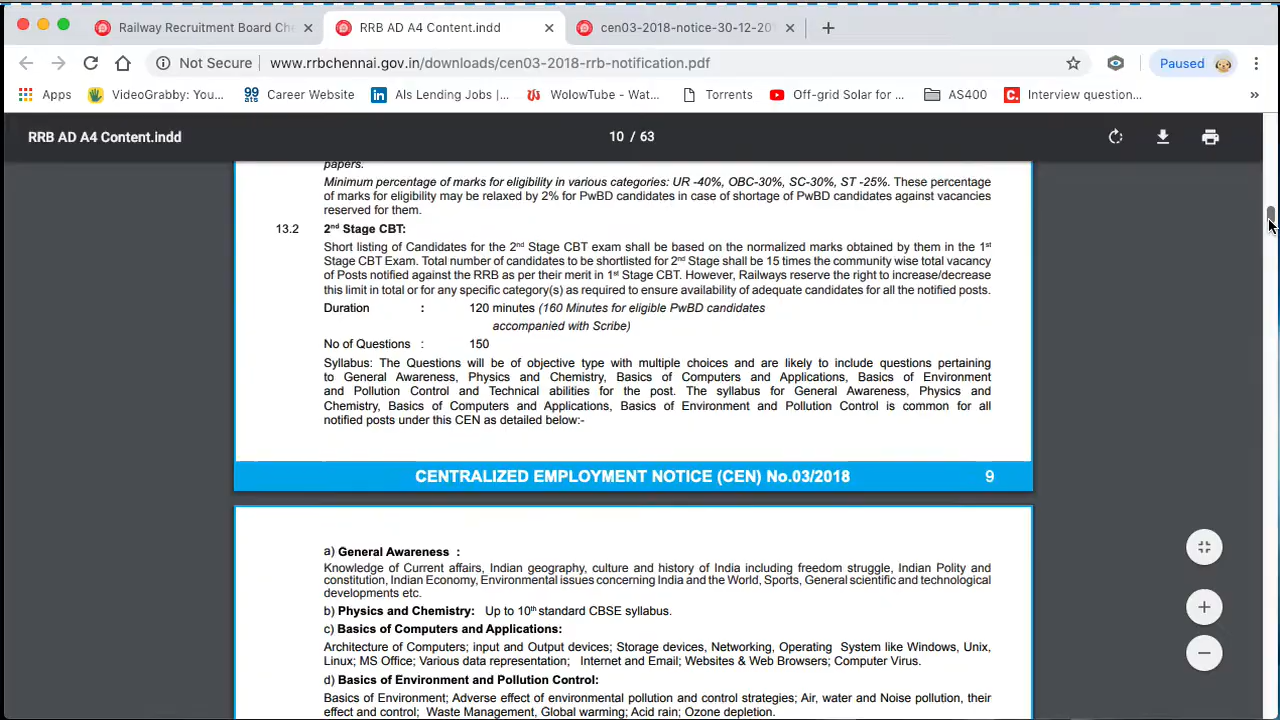 Railway Recruitment Board Che
RRB AD A4 Content.indd
cen03-2018-notice-30-12-201
Not Secure
www.rrbchennai.gov.in/downloads/cen03-2018-rrb-notification.pdf
Paused
Apps
VideoGrabby: You...
Career Website
AIs Lending Jobs |...
WolowTube - Wat...
Torrents
Off-grid Solar for ...
AS400
Interview question...
»
RRB AD A4 Content.indd
10 / 63
papers.
Minimum percentage of marks for eligibility in various categories: UR -40%, OBC-30%, SC-30%, ST -25%. These percentage
of marks for eligibility may be relaxed by 2% for PwBD candidates in case of shortage of PwBD candidates against vacancies
reserved for them.
13.2 2nd Stage CBT:
Short listing of Candidates for the 2nd Stage CBT exam shall be based on the normalized marks obtained by them in the 1st
Stage CBT Exam. Total number of candidates to be shortlisted for 2nd Stage shall be 15 times the community wise total vacancy
of Posts notified against the RRB as per their merit in 1st Stage CBT. However, Railways reserve the right to increase/decrease
this limit in total or for any specific category(s) as required to ensure availability of adequate candidates for all the notified posts.
Duration : 120 minutes (160 Minutes for eligible PwBD candidates
accompanied with Scribe)
No of Questions : 150
Syllabus: The Questions will be of objective type with multiple choices and are likely to include questions pertaining
to General Awareness, Physics and Chemistry, Basics of Computers and Applications, Basics of Environment
and Pollution Control and Technical abilities for the post. The syllabus for General Awareness, Physics and
Chemistry, Basics of Computers and Applications, Basics of Environment and Pollution Control is common for all
notified posts under this CEN as detailed below:-
CENTRALIZED EMPLOYMENT NOTICE (CEN) No.03/2018 9
a) General Awareness :
Knowledge of Current affairs, Indian geography, culture and history of India including freedom struggle, Indian Polity and
constitution, Indian Economy, Environmental issues concerning India and the World, Sports, General scientific and technological
developments etc.
b) Physics and Chemistry: Up to 10th standard CBSE syllabus.
c) Basics of Computers and Applications:
Architecture of Computers; input and Output devices; Storage devices, Networking, Operating System like Windows, Unix,
Linux; MS Office; Various data representation; Internet and Email; Websites & Web Browsers; Computer Virus.
d) Basics of Environment and Pollution Control:
Basics of Environment; Adverse effect of environmental pollution and control strategies; Air, water and Noise pollution, their
effect and control; Waste Management, Global warming; Acid rain; Ozone depletion.